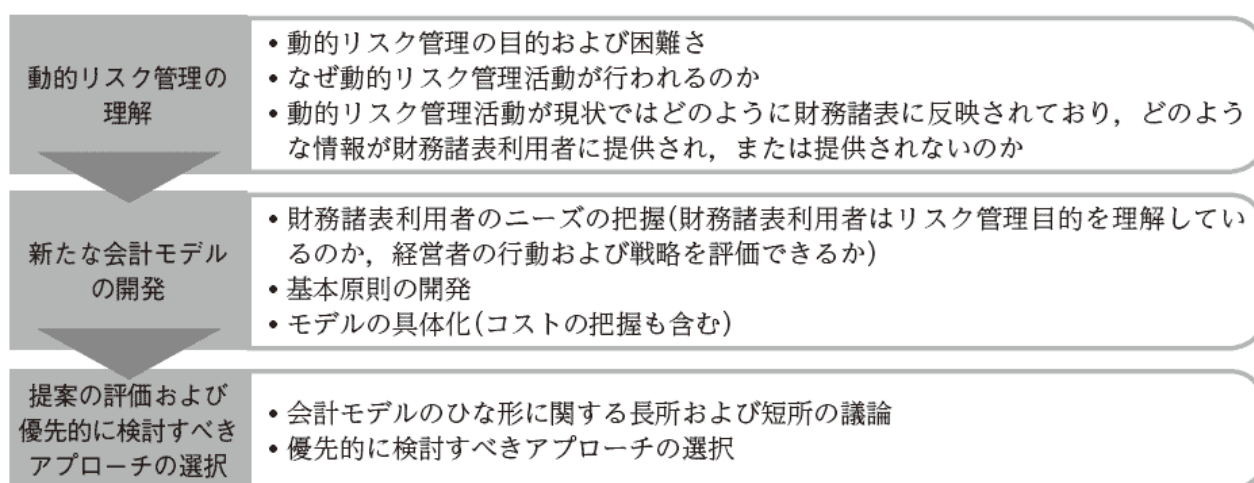 動的リスク管理の
理解
• 動的リスク管理の目的および困難さ
• なぜ動的リスク管理活動が行われるのか
• 動的リスク管理活動が現状ではどのように財務諸表に反映されており，どのよう
な情報が財務諸表利用者に提供され，または提供されないのか
新たな会計モデル
の開発
• 財務諸表利用者のニーズの把握(財務諸表利用者はリスク管理目的を理解してい
るのか，経営者の行動および戦略を評価できるか)
• 基本原則の開発
• モデルの具体化(コストの把握も含む)
提案の評価および
優先的に検討すべき
アプローチの選択
• 会計モデルのひな形に関する長所および短所の議論
• 優先的に検討すべきアプローチの選択